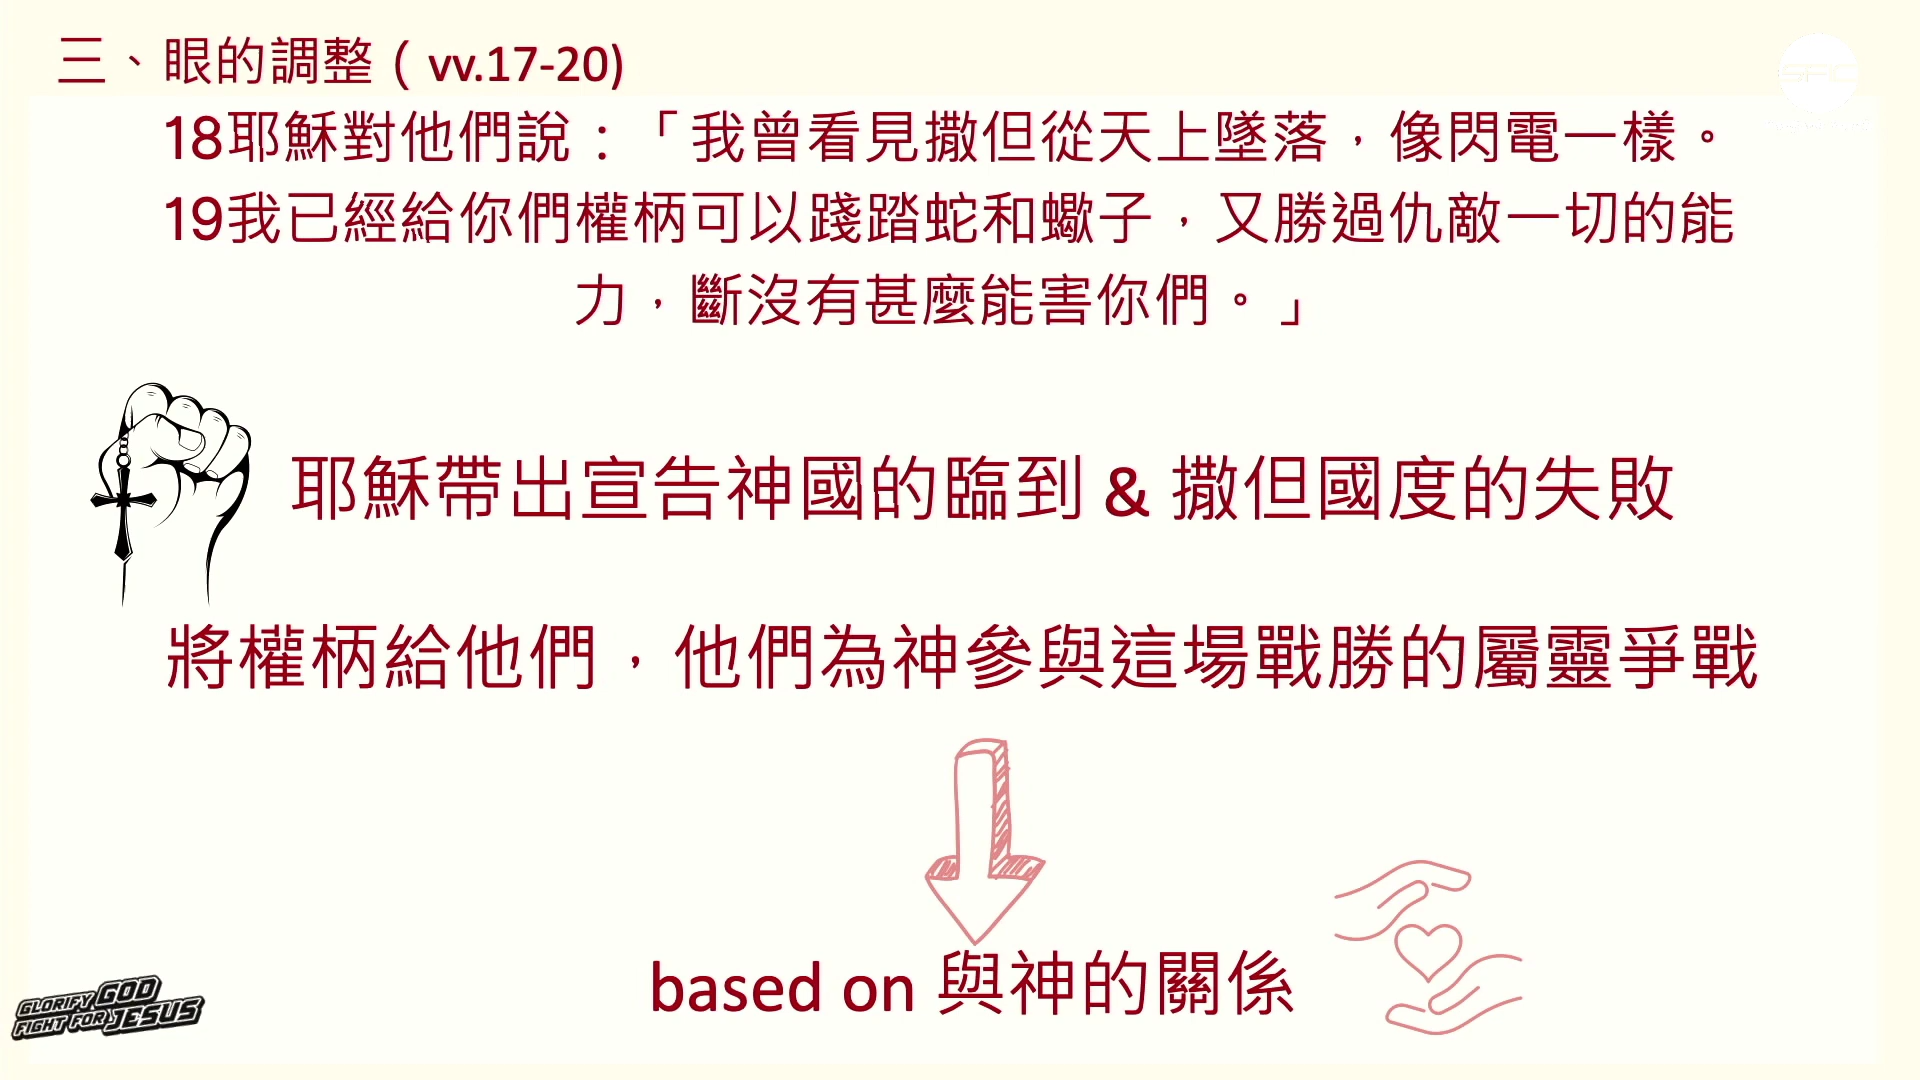 三、眼的調整（vv.17-20)
18耶穌對他們說：「我曾看見撒但從天上墜落，像閃電一樣。
19我已經給你們權柄可以踐踏蛇和蠍子，又勝過仇敵一切的能
力，斷沒有甚麼能害你們。」
耶穌帶出宣告神國的臨到 & 撒但國度的失敗
將權柄給他們，他們為神參與這場戰勝的屬靈爭戰
based on 與神的關係
GLORIFY GOD
FIGHT FOR JESUS